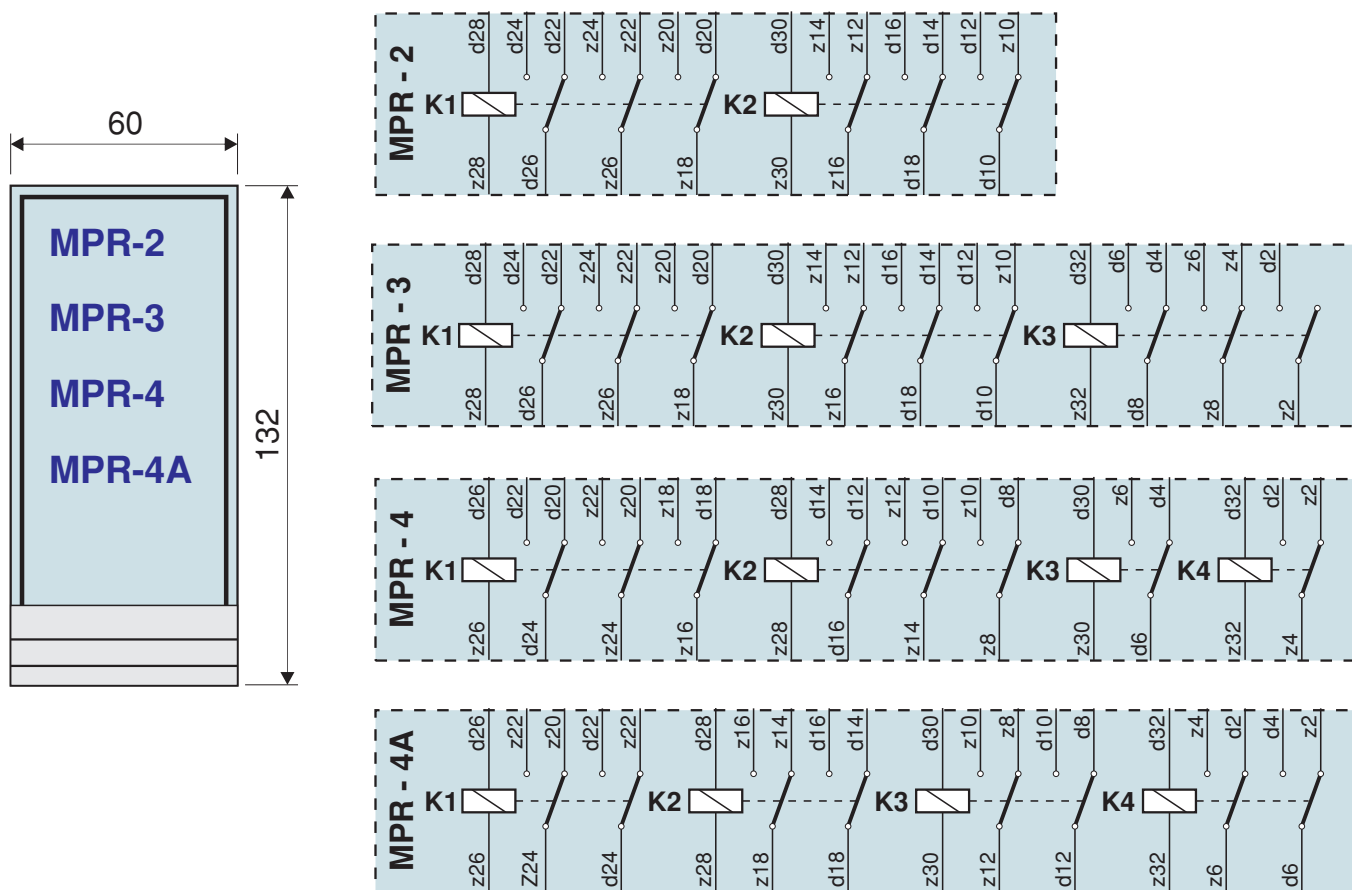 60
132
MPR-2
MPR-3
MPR-4
MPR-4A
MPR - 2
d28 d24 d22 z24 z22 z20 d20 d30 z14 z12 d16 d14 d12 z10
K1 K2
z28 d26 z26 z18 z30 z16 d18 d10
MPR - 3
d28 d24 d22 z24 z22 z20 d20 d30 z14 z12 d16 d14 d12 z10 d32 d6 d4 z6 z4 d2
K1 K2 K3
z28 d26 z26 z18 z30 z16 d18 d10 z32 d8 z8 z2
MPR - 4
d26 d22 d20 z22 z20 z18 d18 d28 d14 d12 z12 d10 z10 d8 d30 z6 d4 d32 d2 z2
K1 K2 K3 K4
z26 d24 z24 z16 z28 d16 z14 z8 z30 d6 z32 z4
MPR - 4A
d26 z22 z20 d22 z22 d28 z16 z14 d16 d14 d30 z10 z8 d10 d8 d32 z4 d2 d4 z2
K1 K2 K3 K4
z26 Z24 d24 z28 z18 d18 z30 z12 d12 z32 z6 d6